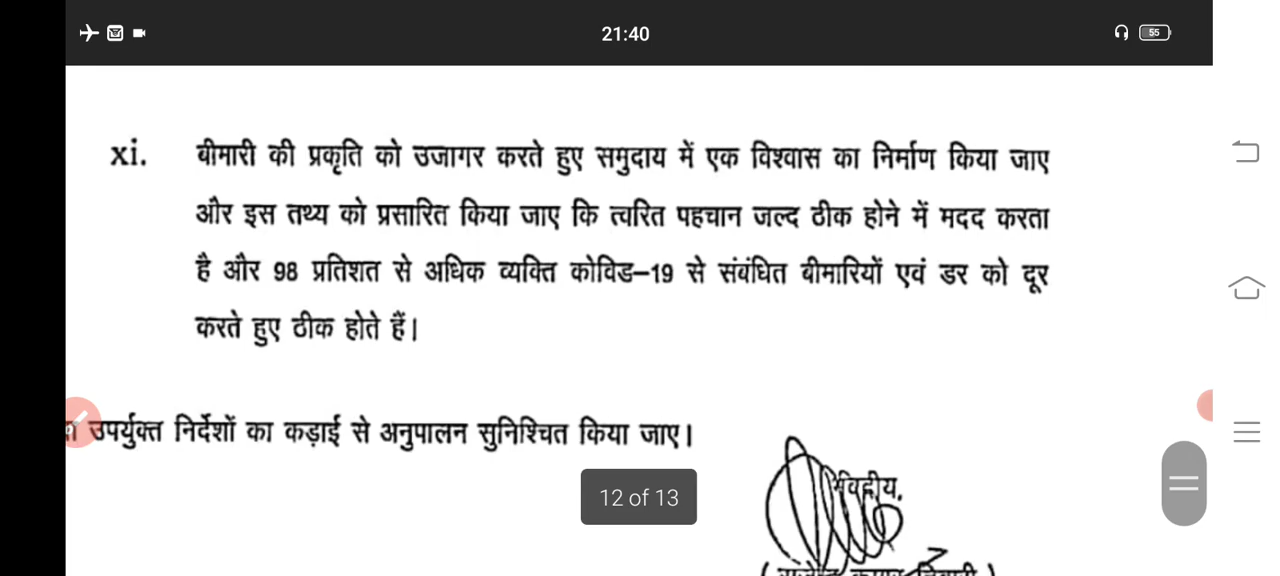 21:40
55
xi. बीमारी की प्रकृति को उजागर करते हुए समुदाय में एक विश्वास का निर्माण किया जाए
और इस तथ्य को प्रसारित किया जाए कि त्वरित पहचान जल्द ठीक होने में मदद करता
है और 98 प्रतिशत से अधिक व्यक्ति कोविड–19 से संबंधित बीमारियों एवं डर को दूर
करते हुए ठीक होते हैं।
उपर्युक्त निर्देशों का कड़ाई से अनुपालन सुनिश्चित किया जाए।
12 of 13